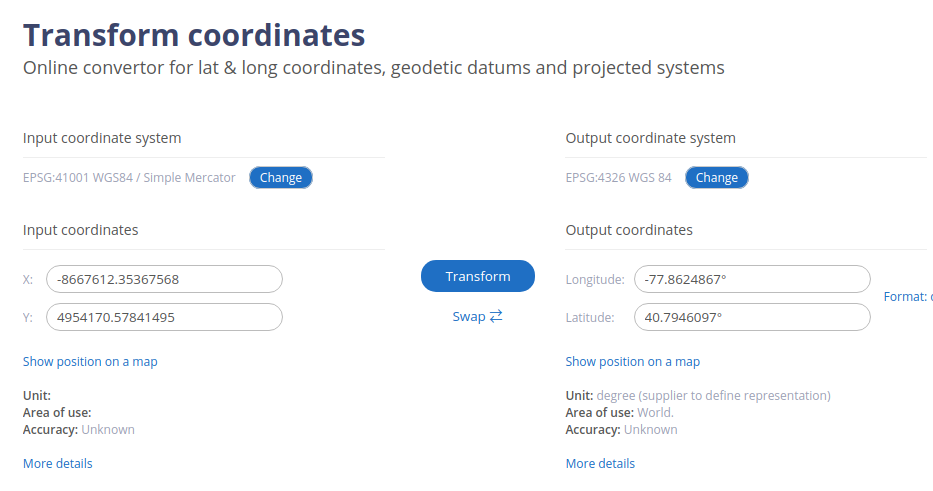 Transform coordinates
Online convertor for lat & long coordinates, geodetic datums and projected systems
Input coordinate system
EPSG:41001 WGS84 / Simple Mercator Change
Input coordinates
X: -8667612.35367568
Y: 4954170.57841495
Show position on a map
Unit:
Area of use:
Accuracy: Unknown
More details
Transform
Swap
Output coordinate system
EPSG:4326 WGS 84 Change
Output coordinates
Longitude: -77.8624867°
Latitude: 40.7946097°
Format:
Show position on a map
Unit: degree (supplier to define representation)
Area of use: World.
Accuracy: Unknown
More details